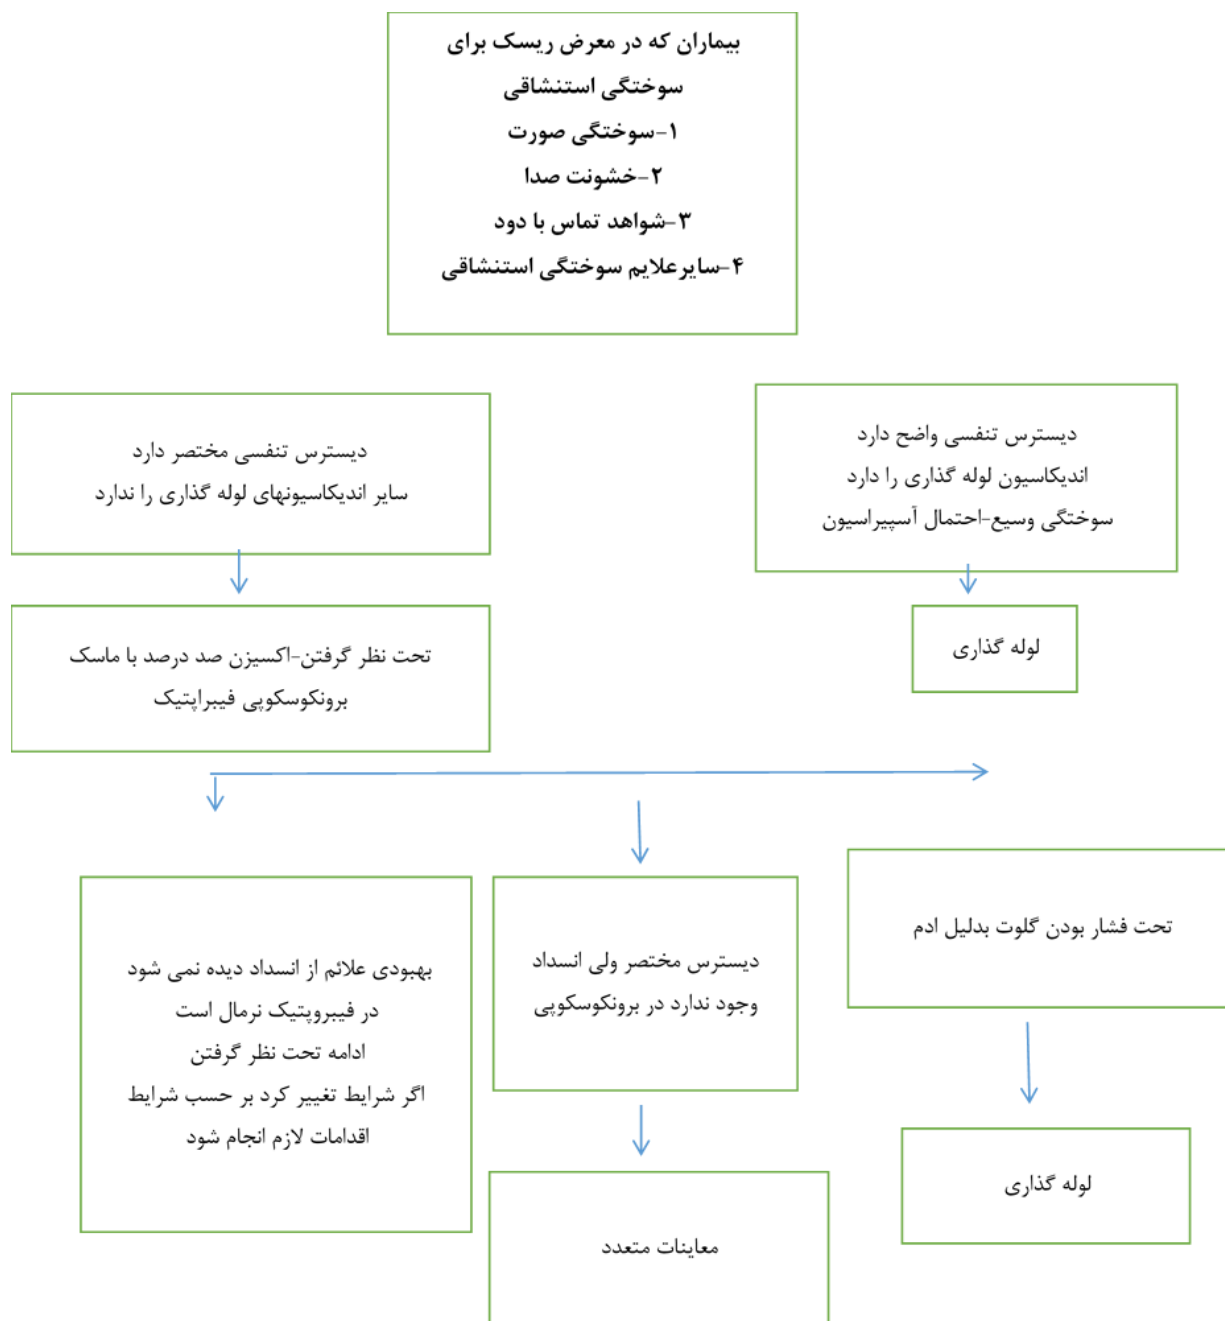 بیماران که در معرض ریسک برای
سوختگی استنشاقی
۱-سوختگی صورت
۲-خشونت صدا
۳-شواهد تماس با دود
۴-سایرعلایم سوختگی استنشاقی
دیسترس تنفسی واضح دارد
اندیکاسیون لوله گذاری را دارد
سوختگی وسیع-احتمال آسپیراسیون
دیسترس تنفسی مختصر دارد
سایر اندیکاسیونهای لوله گذاری را ندارد
لوله گذاری
تحت نظر گرفتن-اکسیزن صد درصد با ماسک
برونکوسکوپی فیبراپتیک
تحت فشار بودن گلوت بدلیل ادم
دیسترس مختصر ولی انسداد
وجود ندارد در برونکوسکوپی
بهبودی علائم از انسداد دیده نمی شود
در فیبروپتیک نرمال است
ادامه تحت نظر گرفتن
اگر شرایط تغییر کرد بر حسب شرایط
اقدامات لازم انجام شود
لوله گذاری
معاینات متعدد